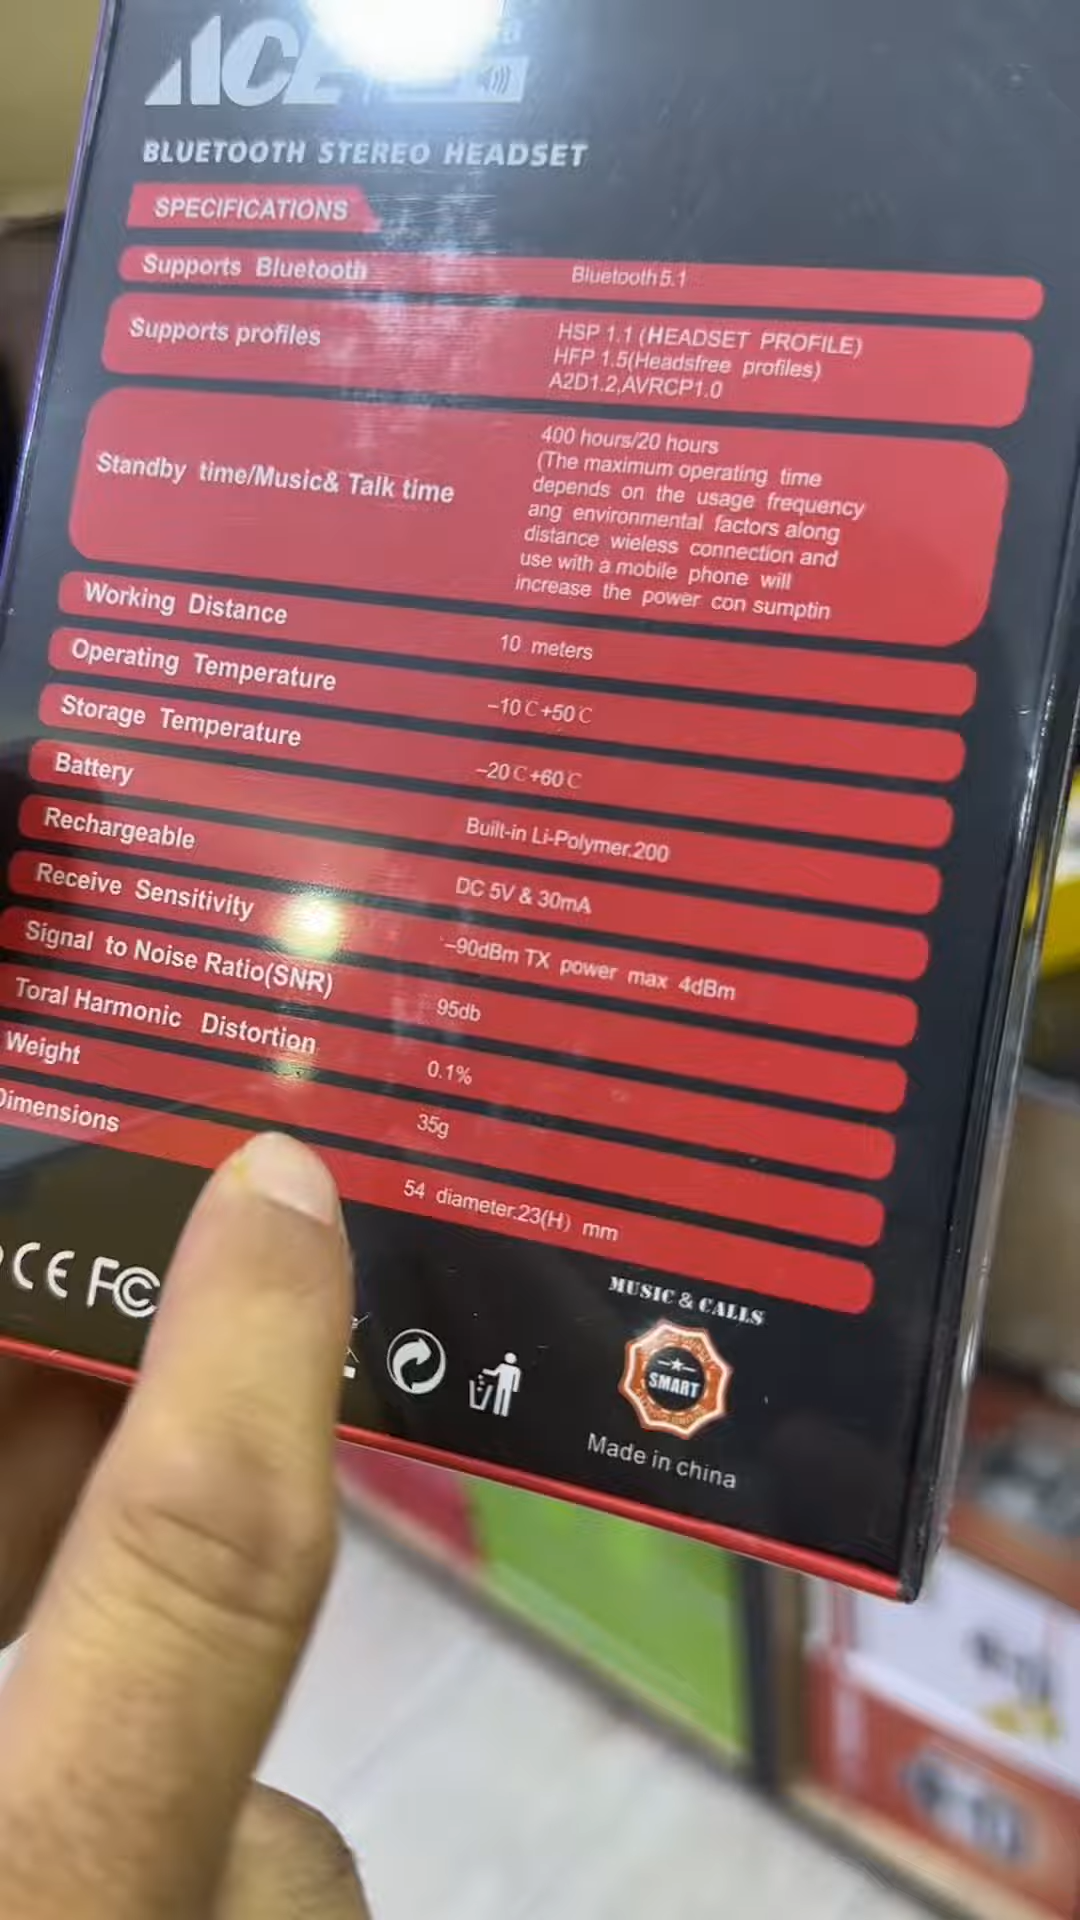 ACE
BLUETOOTH STEREO HEADSET
SPECIFICATIONS
Supports Bluetooth Bluetooth5.1
Supports profiles HSP 1.1 (HEADSET PROFILE)
HFP 1.5(Headsfree profiles)
A2D1.2,AVRCP1.0
Standby time/Music& Talk time 400 hours/20 hours
(The maximum operating time
depends on the usage frequency
ang environmental factors along
distance wieless connection and
use with a mobile phone will
increase the power con sumptin
Working Distance 10 meters
Operating Temperature -10℃+50℃
Storage Temperature -20℃+60℃
Battery Built-in Li-Polymer.200
Rechargeable DC 5V & 30mA
Receive Sensitivity -90dBm TX power max 4dBm
Signal to Noise Ratio(SNR) 95db
Toral Harmonic Distortion 0.1%
Weight 35g
Dimensions 54 diameter.23(H) mm
CE FC
MUSIC & CALLS
SMART
Made in china